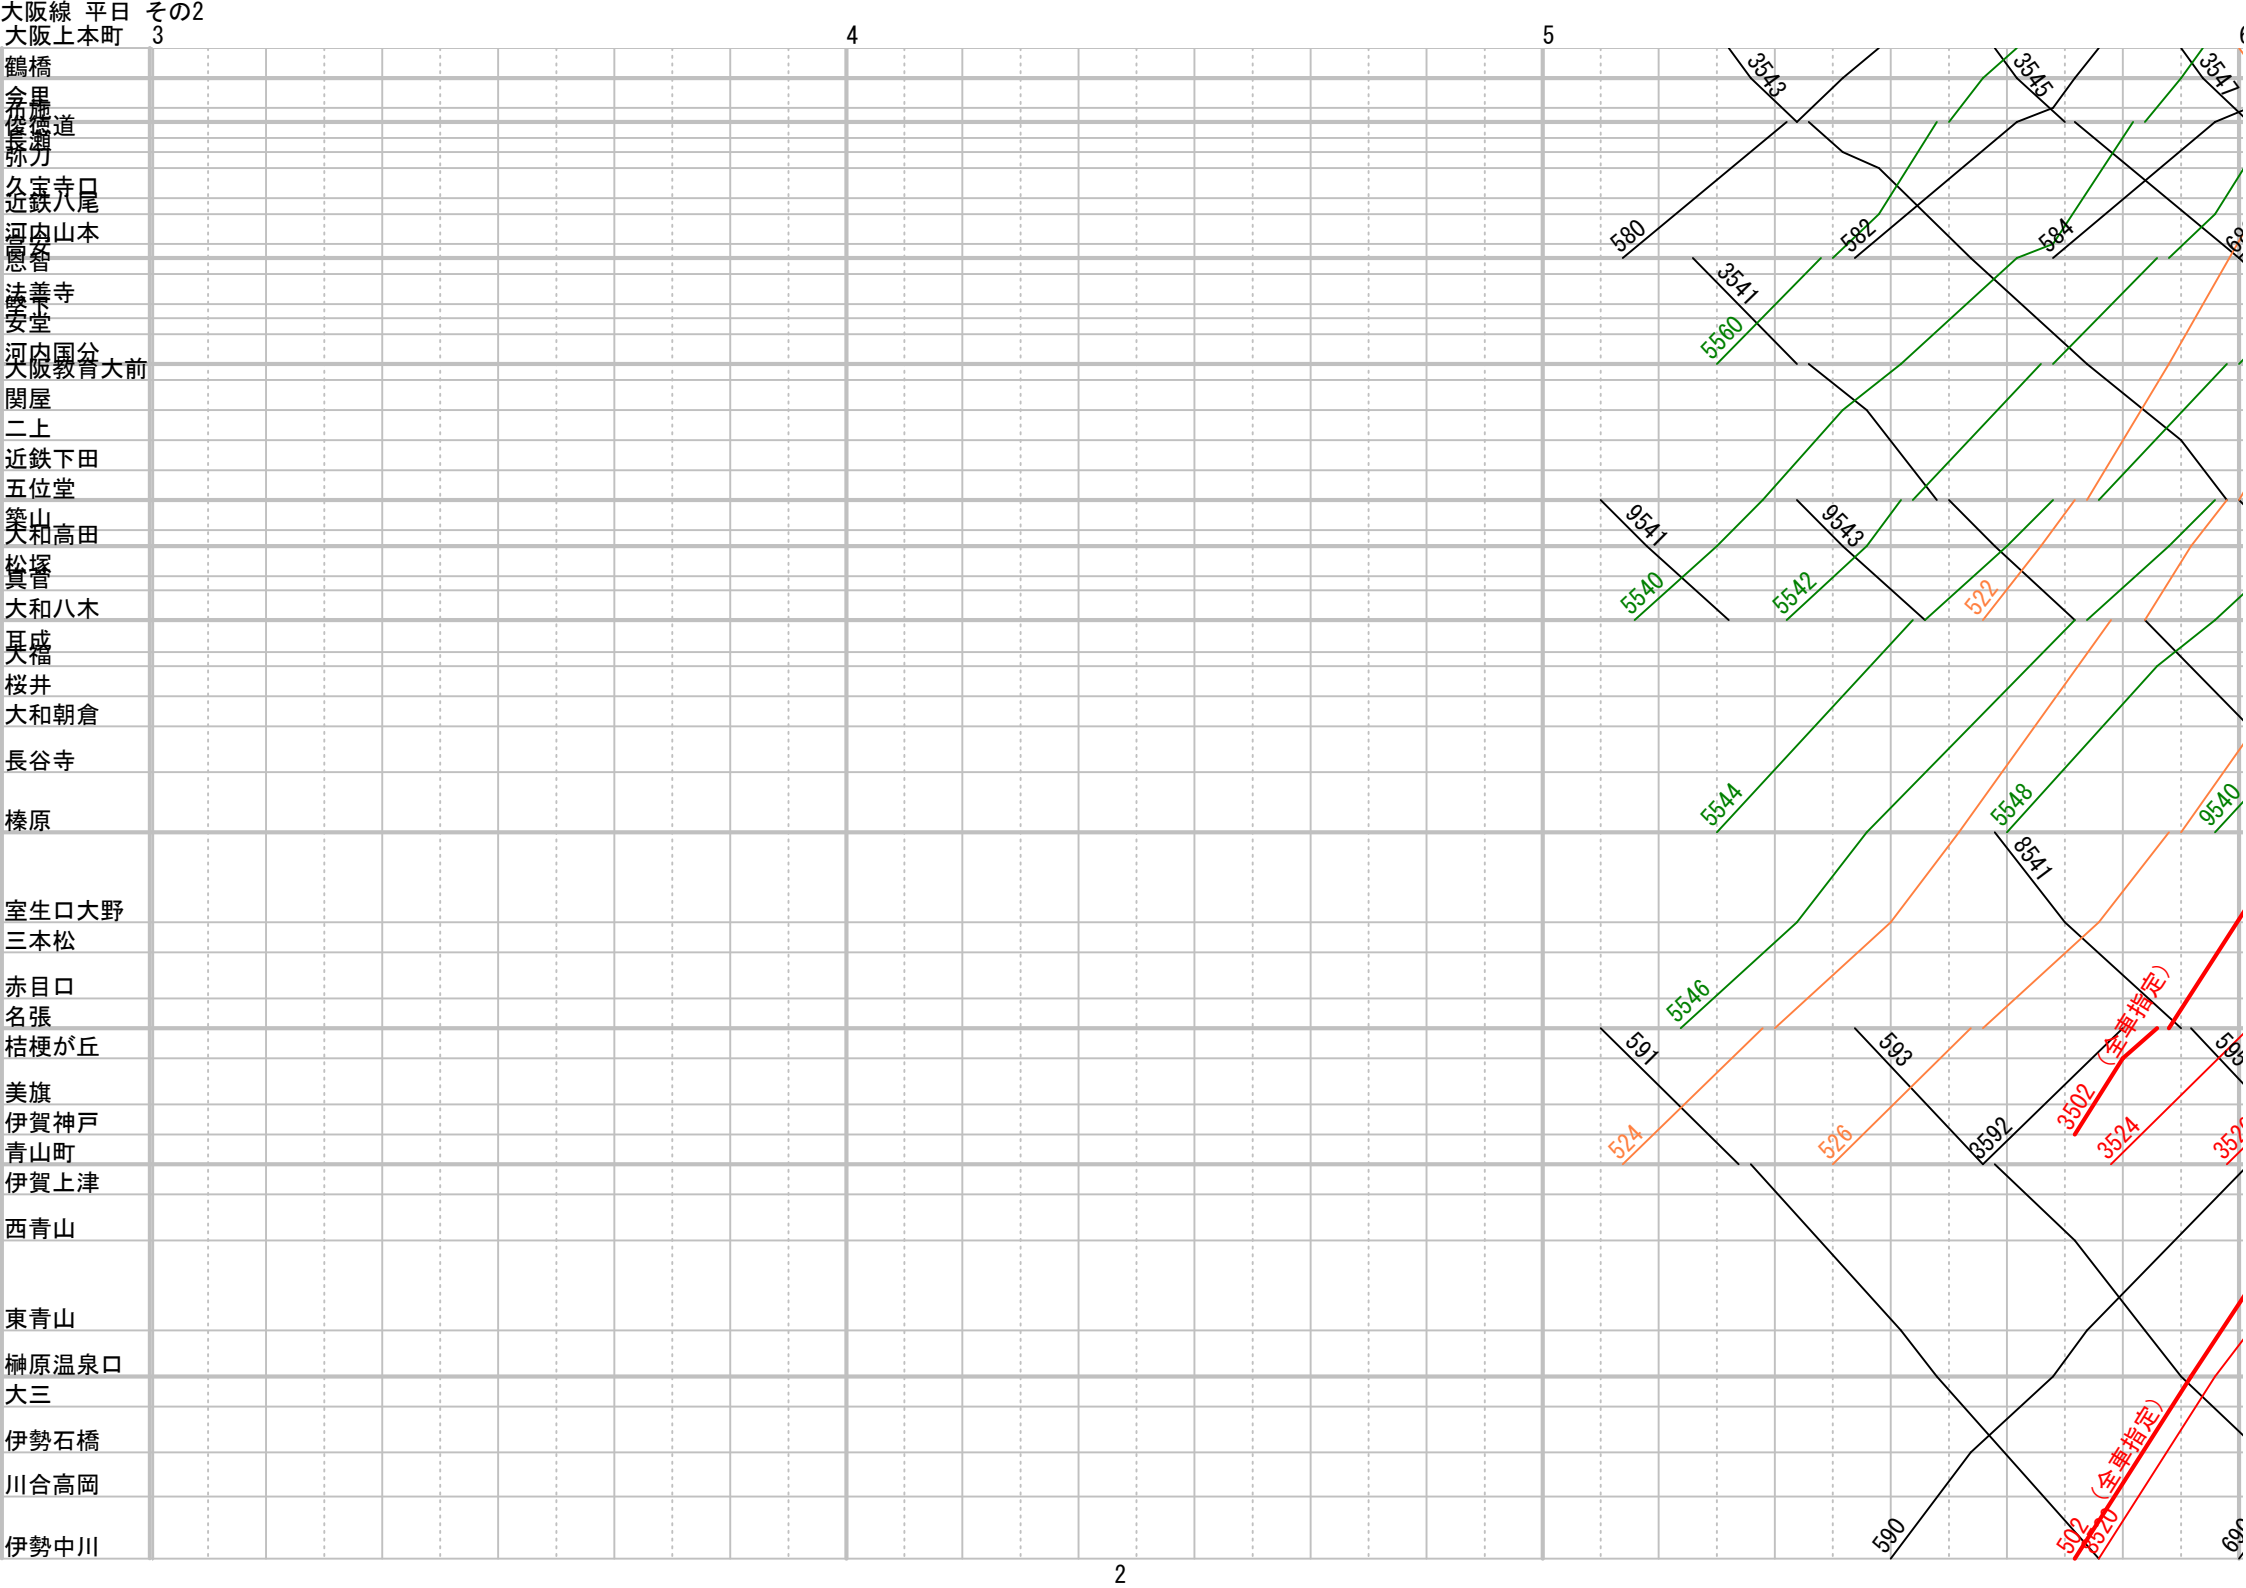 大阪線 平日 その2
大阪上本町 3 4 5 6
鶴橋
今里
布施
俊徳道
長瀬
弥刀
久宝寺口
近鉄八尾
河内山本
高安
恩智
法善寺
堅下
安堂
河内国分
大阪教育大前
関屋
二上
近鉄下田
五位堂
築山
大和高田
松塚
真菅
大和八木
耳成
大福
桜井
大和朝倉
長谷寺
榛原
室生口大野
三本松
赤目口
名張
桔梗が丘
美旗
伊賀神戸
青山町
伊賀上津
西青山
東青山
榊原温泉口
大三
伊勢石橋
川合高岡
伊勢中川
3543
3545
3547
580
582
584
3541
5560
9541
9543
5540
5542
522
5544
5548
9540
8541
5546
591
593
595
3502 (全車指定)
524
526
3592
3524
590
502 (全車指定)
3520
690
2